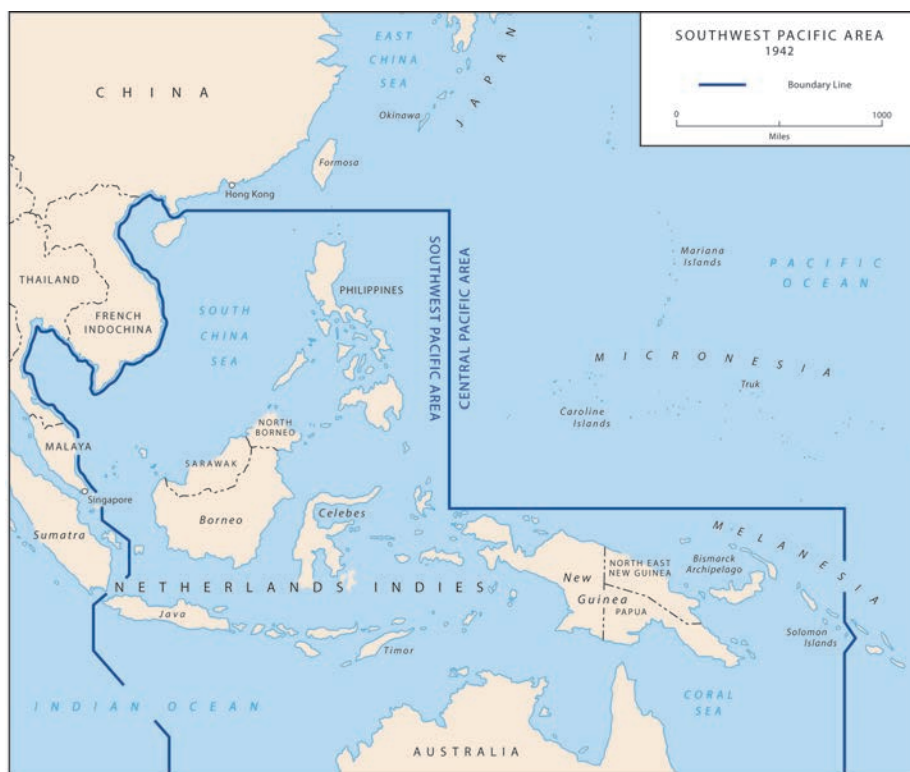 SOUTHWEST PACIFIC AREA
1942
Boundary Line
0
1000
Miles
EAST
CHINA
SEA
JAPAN
CHINA
Okinawa
Formosa
Hong Kong
Mariana
Islands
PACIFIC
OCEAN
THAILAND
FRENCH
INDOCHINA
SOUTH
CHINA
SEA
PHILIPPINES
SOUTHWEST PACIFIC AREA
CENTRAL PACIFIC AREA
MICRONESIA
Truk
Caroline
Islands
MALAYA
NORTH
BORNEO
SARAWAK
Singapore
Borneo
Celebes
Sumatra
MELANESIA
NETHERLANDS INDIES
New
Guinea
NORTH EAST
NEW GUINEA
PAPUA
Bismarck
Archipelago
Java
Timor
Solomon
Islands
INDIAN OCEAN
CORAL
SEA
AUSTRALIA